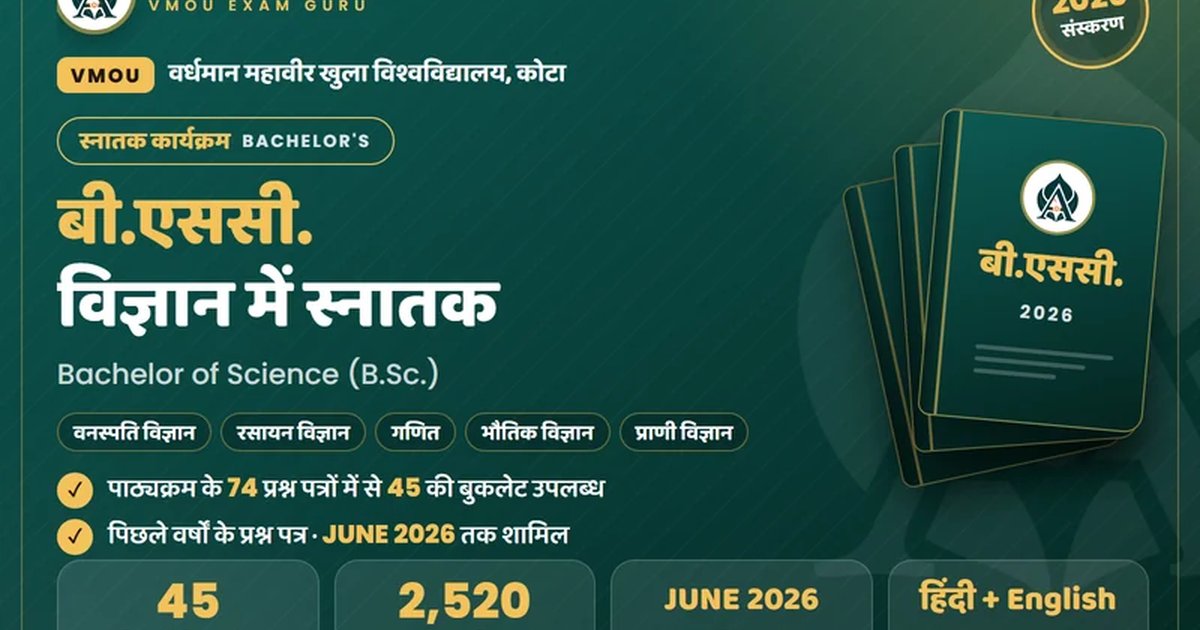 VMOU EXAM GURU
2026
संस्करण
VMOU वर्धमान महावीर खुला विश्वविद्यालय, कोटा
स्नातक कार्यक्रम BACHELOR'S
बी.एससी.
विज्ञान में स्नातक
Bachelor of Science (B.Sc.)
वनस्पति विज्ञान रसायन विज्ञान गणित भौतिक विज्ञान प्राणी विज्ञान
पाठ्यक्रम के 74 प्रश्न पत्रों में से 45 की बुकलेट उपलब्ध
पिछले वर्षों के प्रश्न पत्र · JUNE 2026 तक शामिल
45 2,520 JUNE 2026 हिंदी + English
बी.एससी.
2026